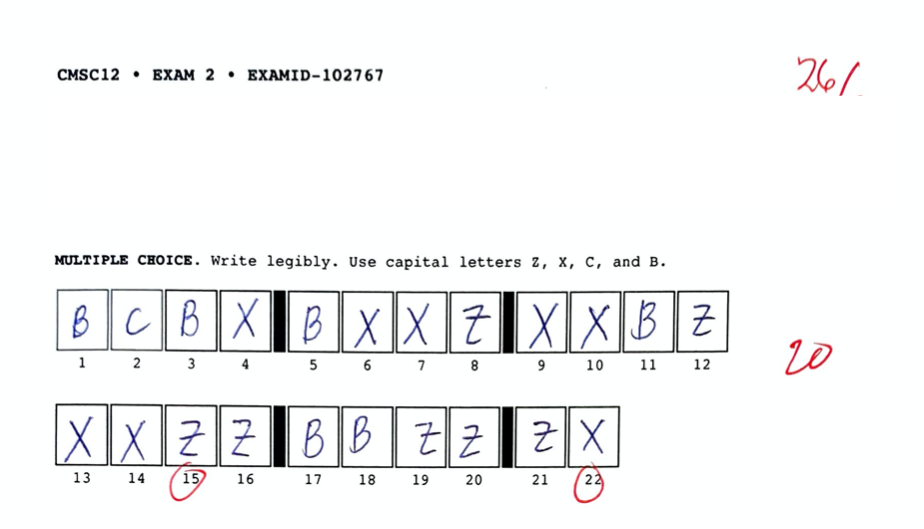 CMSC12 • EXAM 2 • EXAMID-102767
26/
MULTIPLE CHOICE. Write legibly. Use capital letters Z, X, C, and B.
B C B X B X X Z X X B Z
1 2 3 4 5 6 7 8 9 10 11 12
20
X X Z Z B B Z Z Z X
13 14 15 16 17 18 19 20 21 22